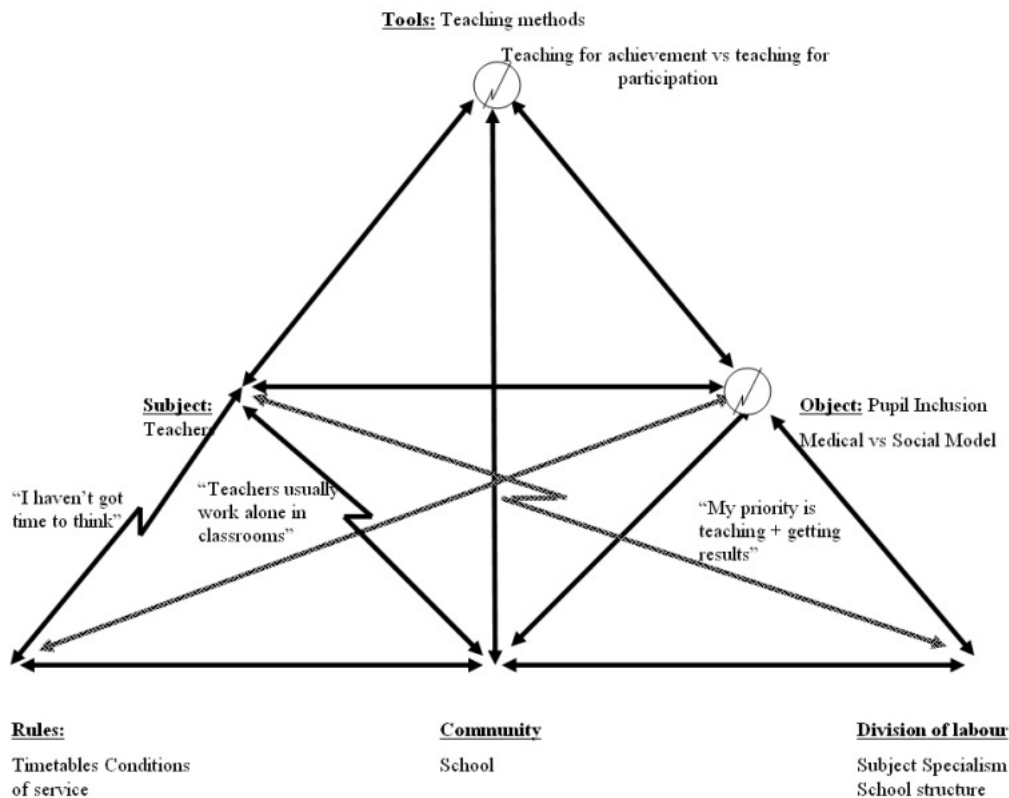 Tools: Teaching methods
Teaching for achievement vs teaching for
participation
Subject:
Teachers
Object: Pupil Inclusion
Medical vs Social Model
“I haven’t got
time to think”
“Teachers usually
work alone in
classrooms”
“My priority is
teaching + getting
results”
Rules:
Timetables Conditions
of service
Community
School
Division of labour
Subject Specialism
School structure